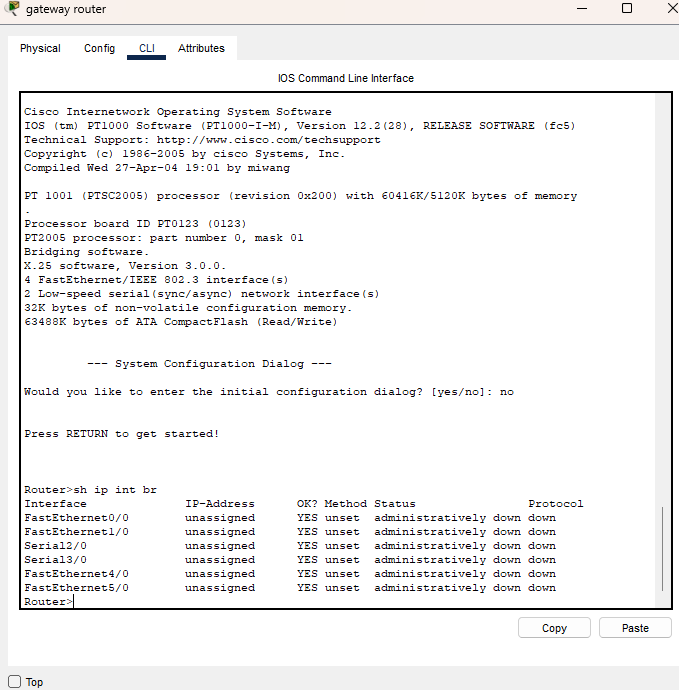 gateway router
Physical Config CLI Attributes
IOS Command Line Interface
Cisco Internetwork Operating System Software
IOS (tm) PT1000 Software (PT1000-I-M), Version 12.2(28), RELEASE SOFTWARE (fc5)
Technical Support: http://www.cisco.com/techsupport
Copyright (c) 1986-2005 by cisco Systems, Inc.
Compiled Wed 27-Apr-04 19:01 by miwang
PT 1001 (PTSC2005) processor (revision 0x200) with 60416K/5120K bytes of memory
.
Processor board ID PT0123 (0123)
PT2005 processor: part number 0, mask 01
Bridging software.
X.25 software, Version 3.0.0.
4 FastEthernet/IEEE 802.3 interface(s)
2 Low-speed serial(sync/async) network interface(s)
32K bytes of non-volatile configuration memory.
63488K bytes of ATA CompactFlash (Read/Write)
--- System Configuration Dialog ---
Would you like to enter the initial configuration dialog? [yes/no]: no
Press RETURN to get started!
Router>sh ip int br
Interface IP-Address OK? Method Status Protocol
FastEthernet0/0 unassigned YES unset administratively down down
FastEthernet1/0 unassigned YES unset administratively down down
Serial2/0 unassigned YES unset administratively down down
Serial3/0 unassigned YES unset administratively down down
FastEthernet4/0 unassigned YES unset administratively down down
FastEthernet5/0 unassigned YES unset administratively down down
Router>
Copy Paste
Top